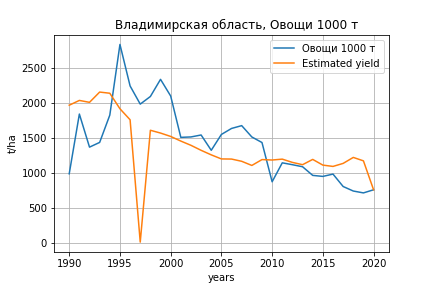 Владимирская область, Овощи 1000 т
Овощи 1000 т
Estimated yield
t/ha
2500
2000
1500
1000
500
0
1990 1995 2000 2005 2010 2015 2020
years